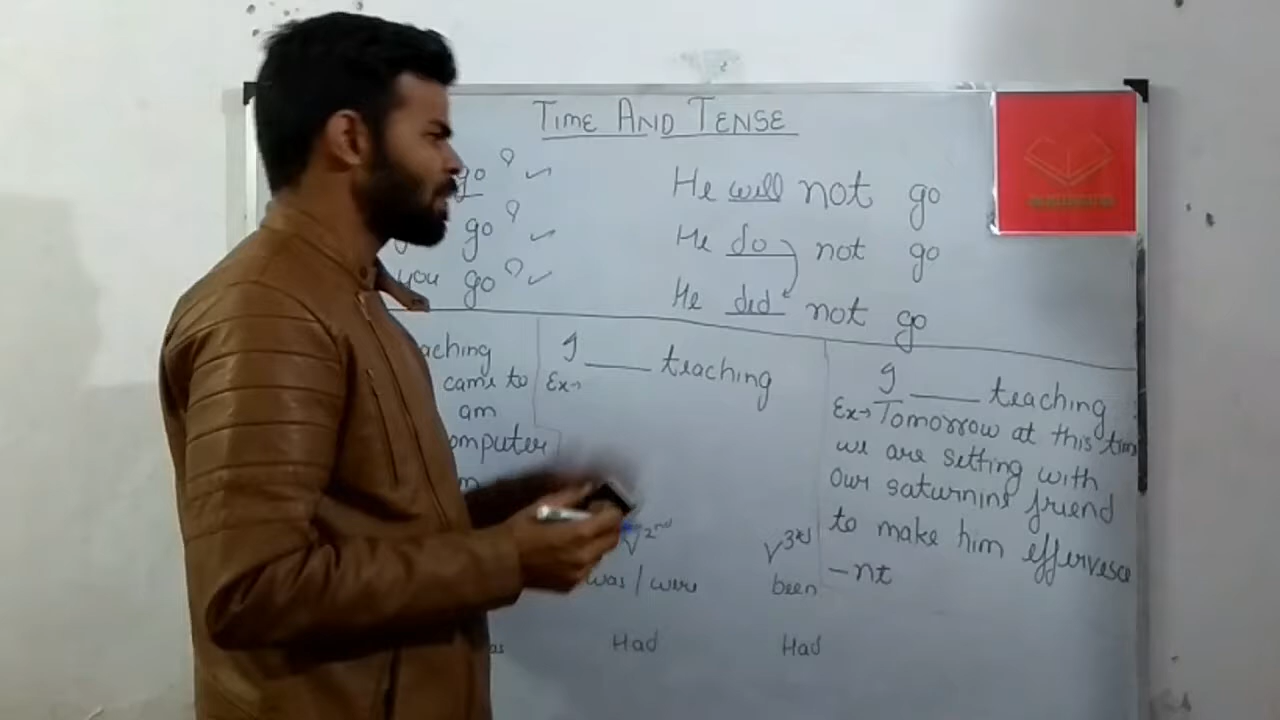 TIME AND TENSE
go ?
go ?
you go ?
He will not go
He do not go
He did not go
aching
came to
am
omputer
I ____ teaching
Ex→
V2nd
was / were
Had
V3rd
been
Had
I ____ teaching
Ex→ Tomorrow at this tim
we are setting with
our saturnine friend
to make him effervesce
-nt